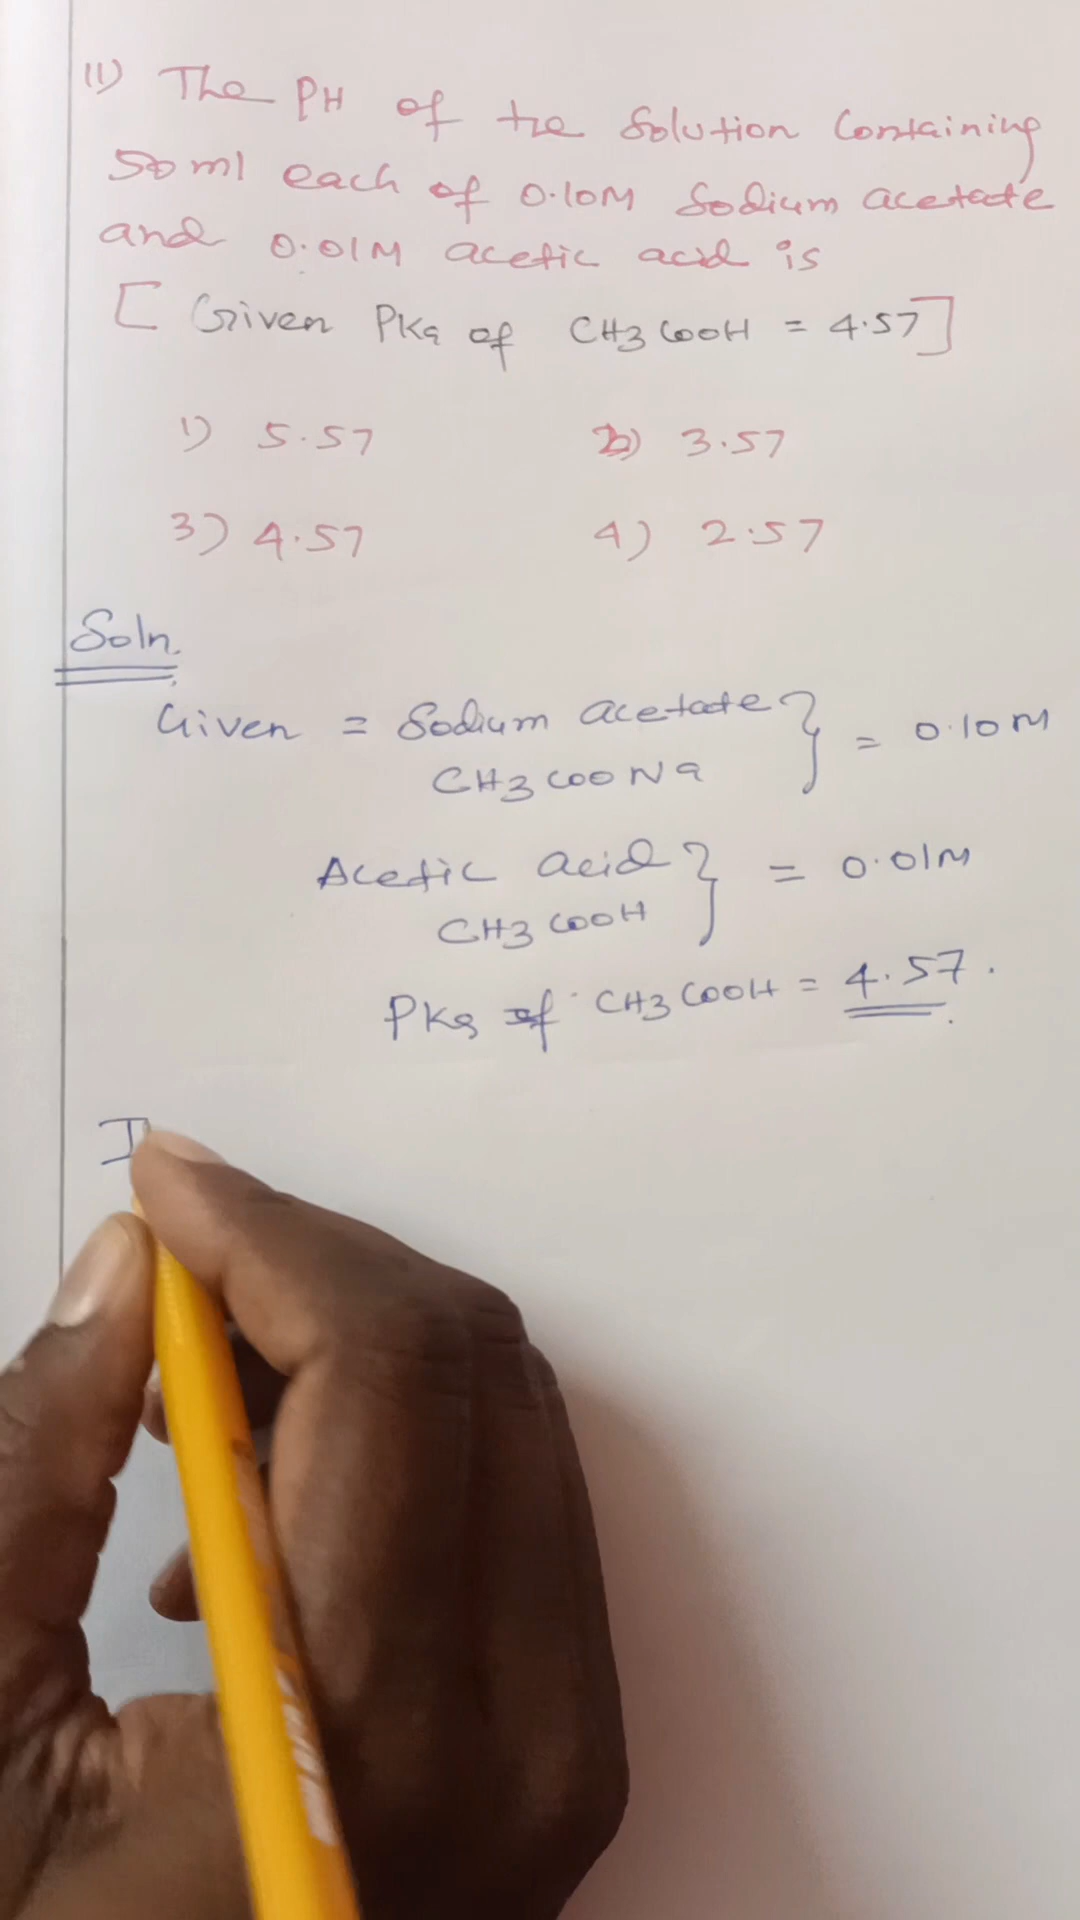 11) The PH of the Solution Containing
50 ml each of 0.10M Sodium acetate
and 0.01M acetic acid is
[ Given PKa of CH3COOH = 4.57]
1) 5.57 2) 3.57
3) 4.57 4) 2.57
Soln.
Given = Sodium acetate } = 0.10M
CH3COONa
Acetic acid } = 0.01M
CH3COOH
PKa of CH3COOH = 4.57.
I